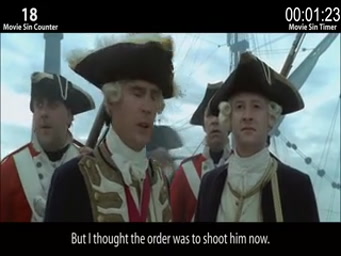 18
Movie Sin Counter
00:01:23
Movie Sin Timer
But I thought the order was to shoot him now.